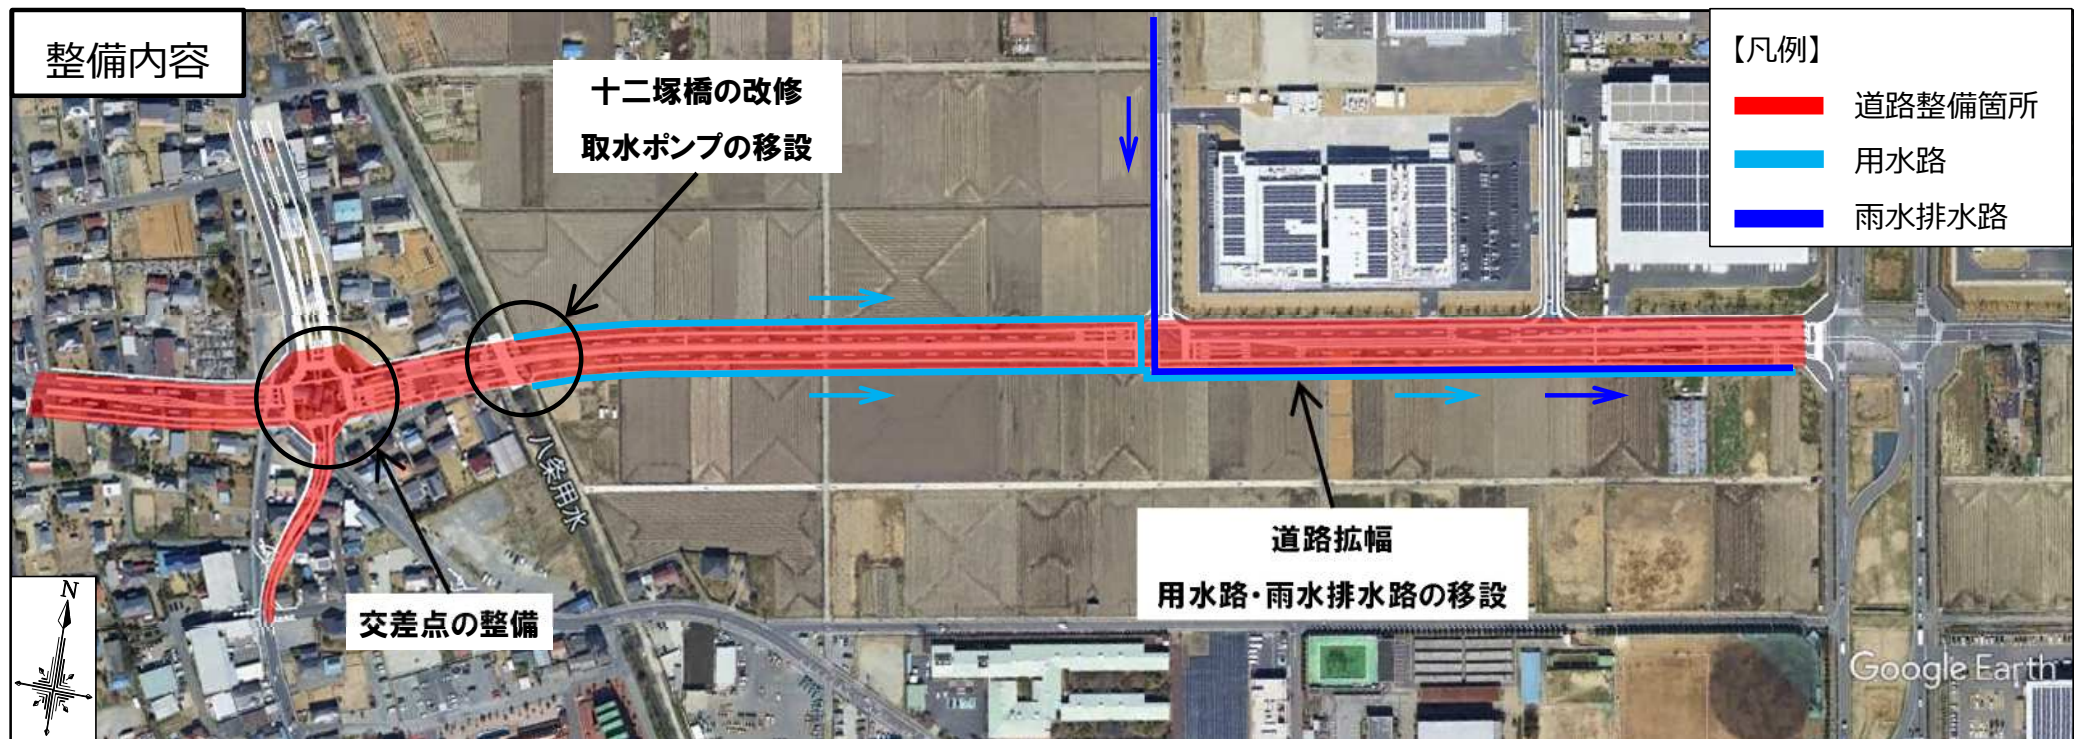 整備内容
十二塚橋の改修
取水ポンプの移設
【凡例】
道路整備箇所
用水路
雨水排水路
八条用水
道路拡幅
用水路・雨水排水路の移設
交差点の整備
N
Google Earth